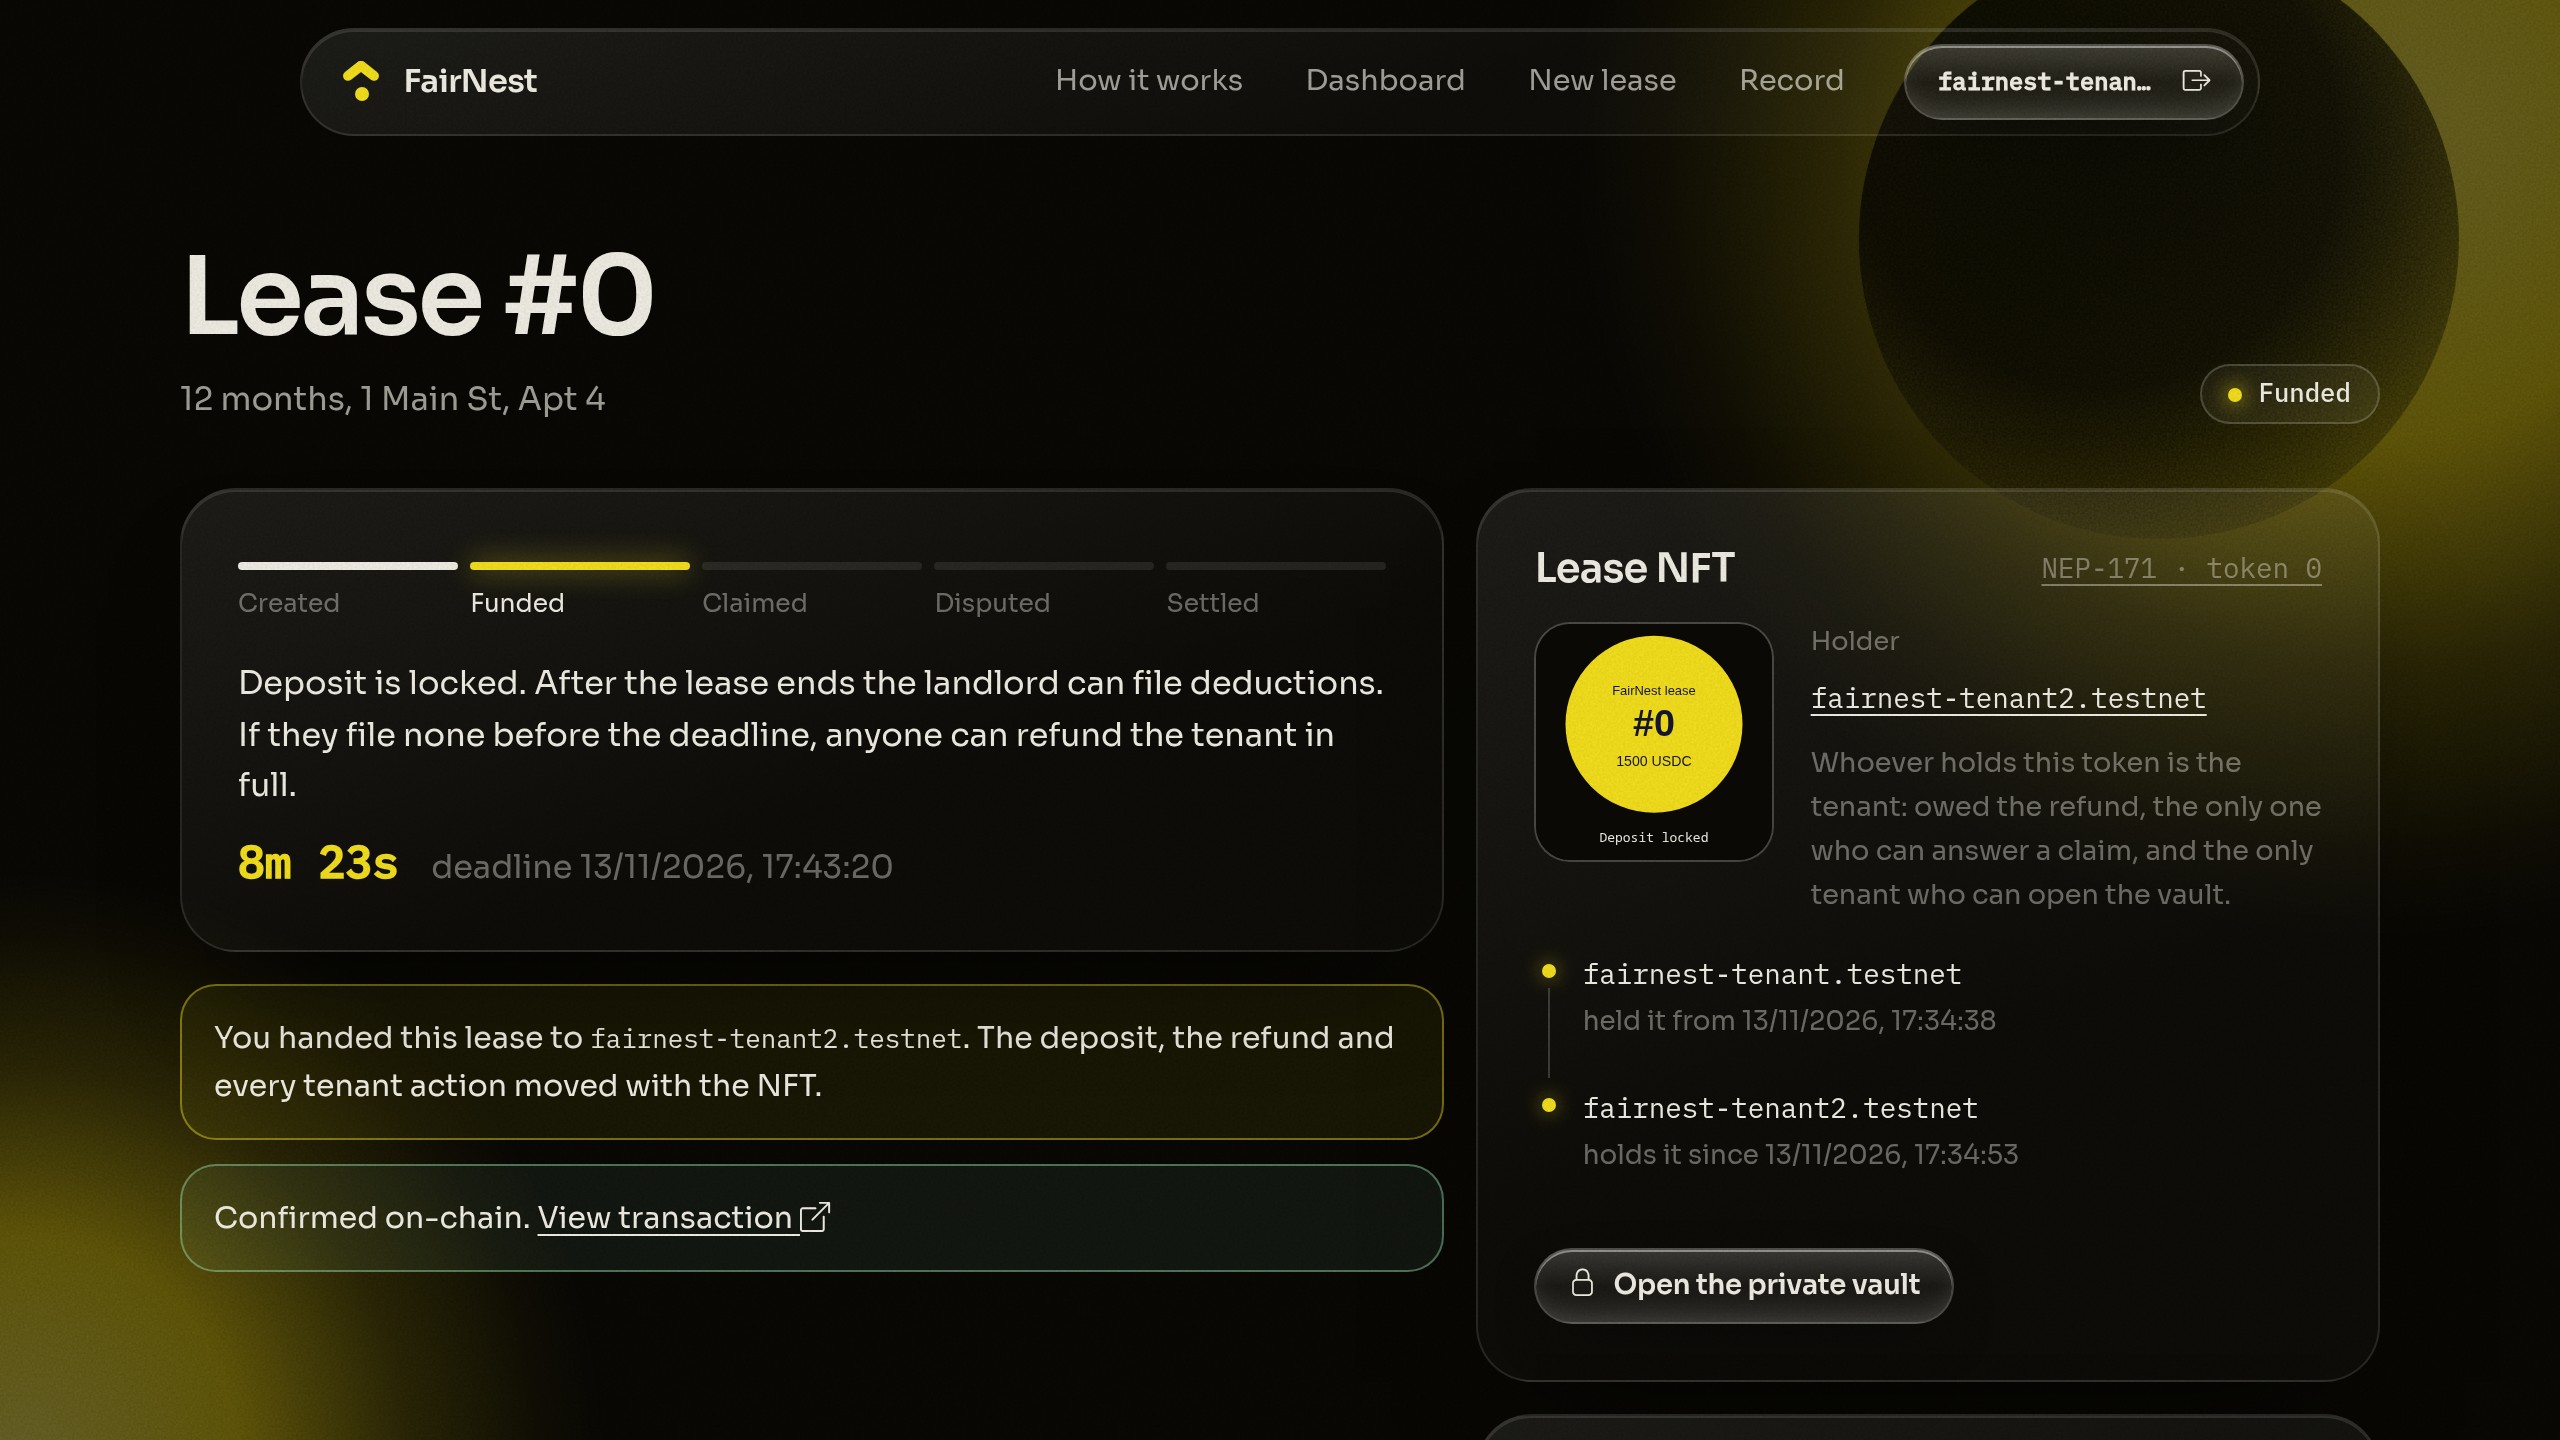 FairNest
How it works
Dashboard
New lease
Record
fairnest-tenan…
Lease #0
12 months, 1 Main St, Apt 4
Funded
Created
Funded
Claimed
Disputed
Settled
Deposit is locked. After the lease ends the landlord can file deductions.
If they file none before the deadline, anyone can refund the tenant in
full.
8m 23s deadline 13/11/2026, 17:43:20
You handed this lease to fairnest-tenant2.testnet. The deposit, the refund and
every tenant action moved with the NFT.
Confirmed on-chain. View transaction
Lease NFT
NEP-171 · token 0
FairNest lease
#0
1500 USDC
Deposit locked
Holder
fairnest-tenant2.testnet
Whoever holds this token is the
tenant: owed the refund, the only one
who can answer a claim, and the only
tenant who can open the vault.
fairnest-tenant.testnet
held it from 13/11/2026, 17:34:38
fairnest-tenant2.testnet
holds it since 13/11/2026, 17:34:53
Open the private vault